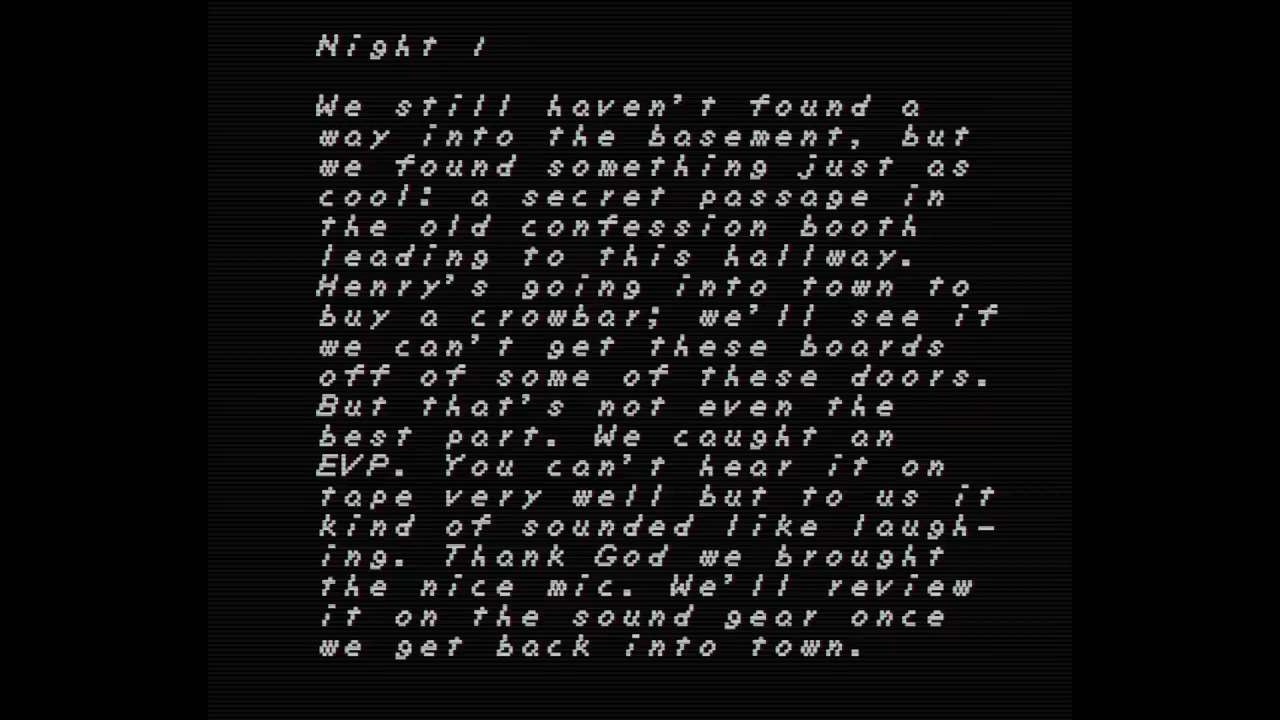 Night 1
We still haven't found a
way into the basement, but
we found something just as
cool: a secret passage in
the old confession booth
leading to this hallway.
Henry's going into town to
buy a crowbar; we'll see if
we can't get these boards
off of some of these doors.
But that's not even the
best part. We caught an
EVP. You can't hear it on
tape very well but to us it
kind of sounded like laugh-
ing. Thank God we brought
the nice mic. We'll review
it on the sound gear once
we get back into town.